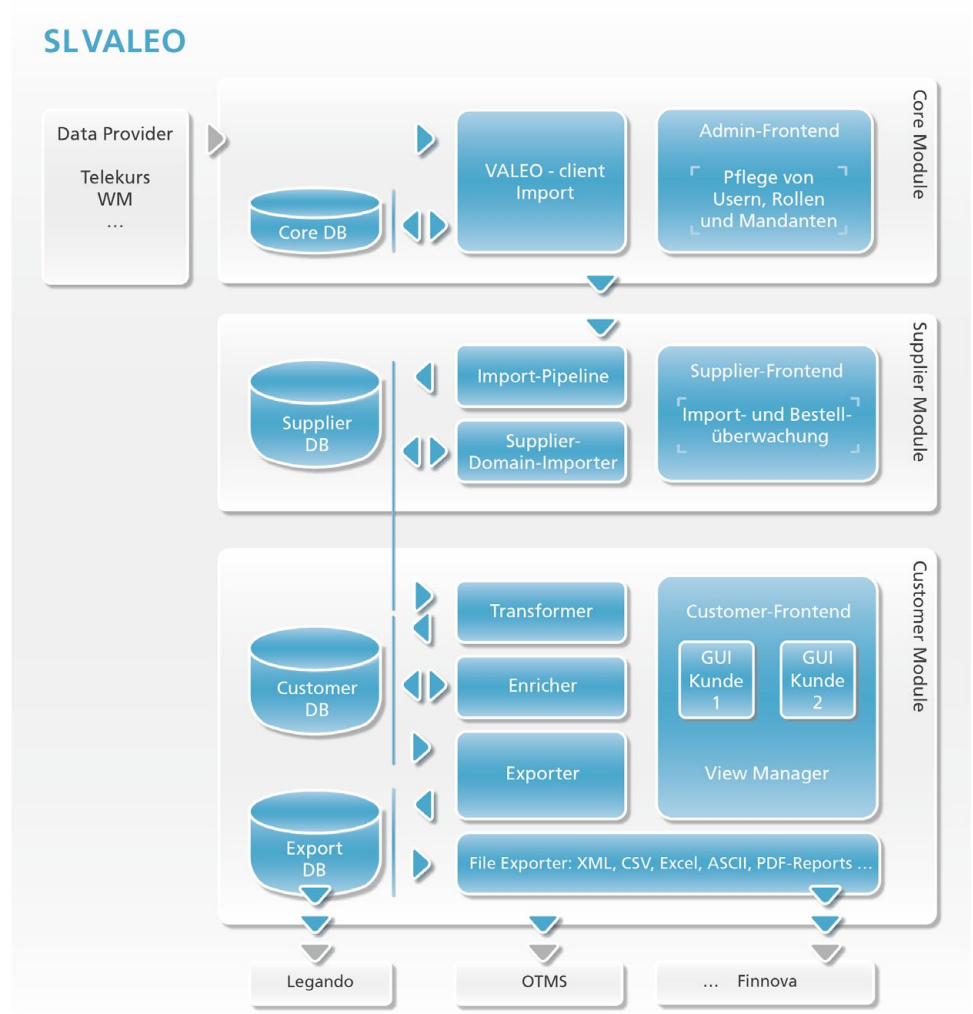 SLVALEO
Data Provider
Telekurs
WM
...
Core DB
VALEO - client
Import
Admin-Frontend
Pflege von
Usern, Rollen
und Mandanten
Core Module
Supplier
DB
Import-Pipeline
Supplier-
Domain-Importer
Supplier-Frontend
Import- und Bestell-
überwachung
Supplier Module
Customer
DB
Transformer
Enricher
Exporter
Customer-Frontend
GUI
Kunde
1
GUI
Kunde
2
View Manager
Customer Module
Export
DB
File Exporter: XML, CSV, Excel, ASCII, PDF-Reports ...
Legando
OTMS
... Finnova